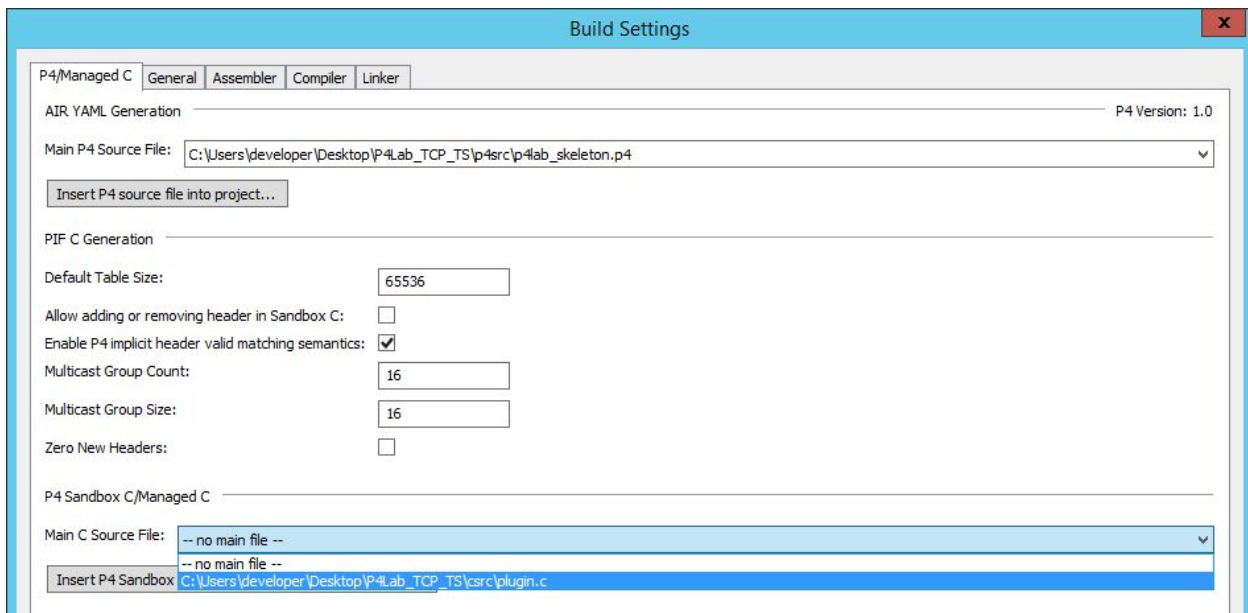 Build Settings
x
P4/Managed C General Assembler Compiler Linker
AIR YAML Generation P4 Version: 1.0
Main P4 Source File: C:\Users\developer\Desktop\P4Lab_TCP_TS\p4src\p4lab_skeleton.p4
Insert P4 source file into project...
PIF C Generation
Default Table Size: 65536
Allow adding or removing header in Sandbox C:
Enable P4 implicit header valid matching semantics:
Multicast Group Count: 16
Multicast Group Size: 16
Zero New Headers:
P4 Sandbox C/Managed C
Main C Source File: -- no main file --
-- no main file --
Insert P4 Sandbox C:\Users\developer\Desktop\P4Lab_TCP_TS\csrc\plugin.c